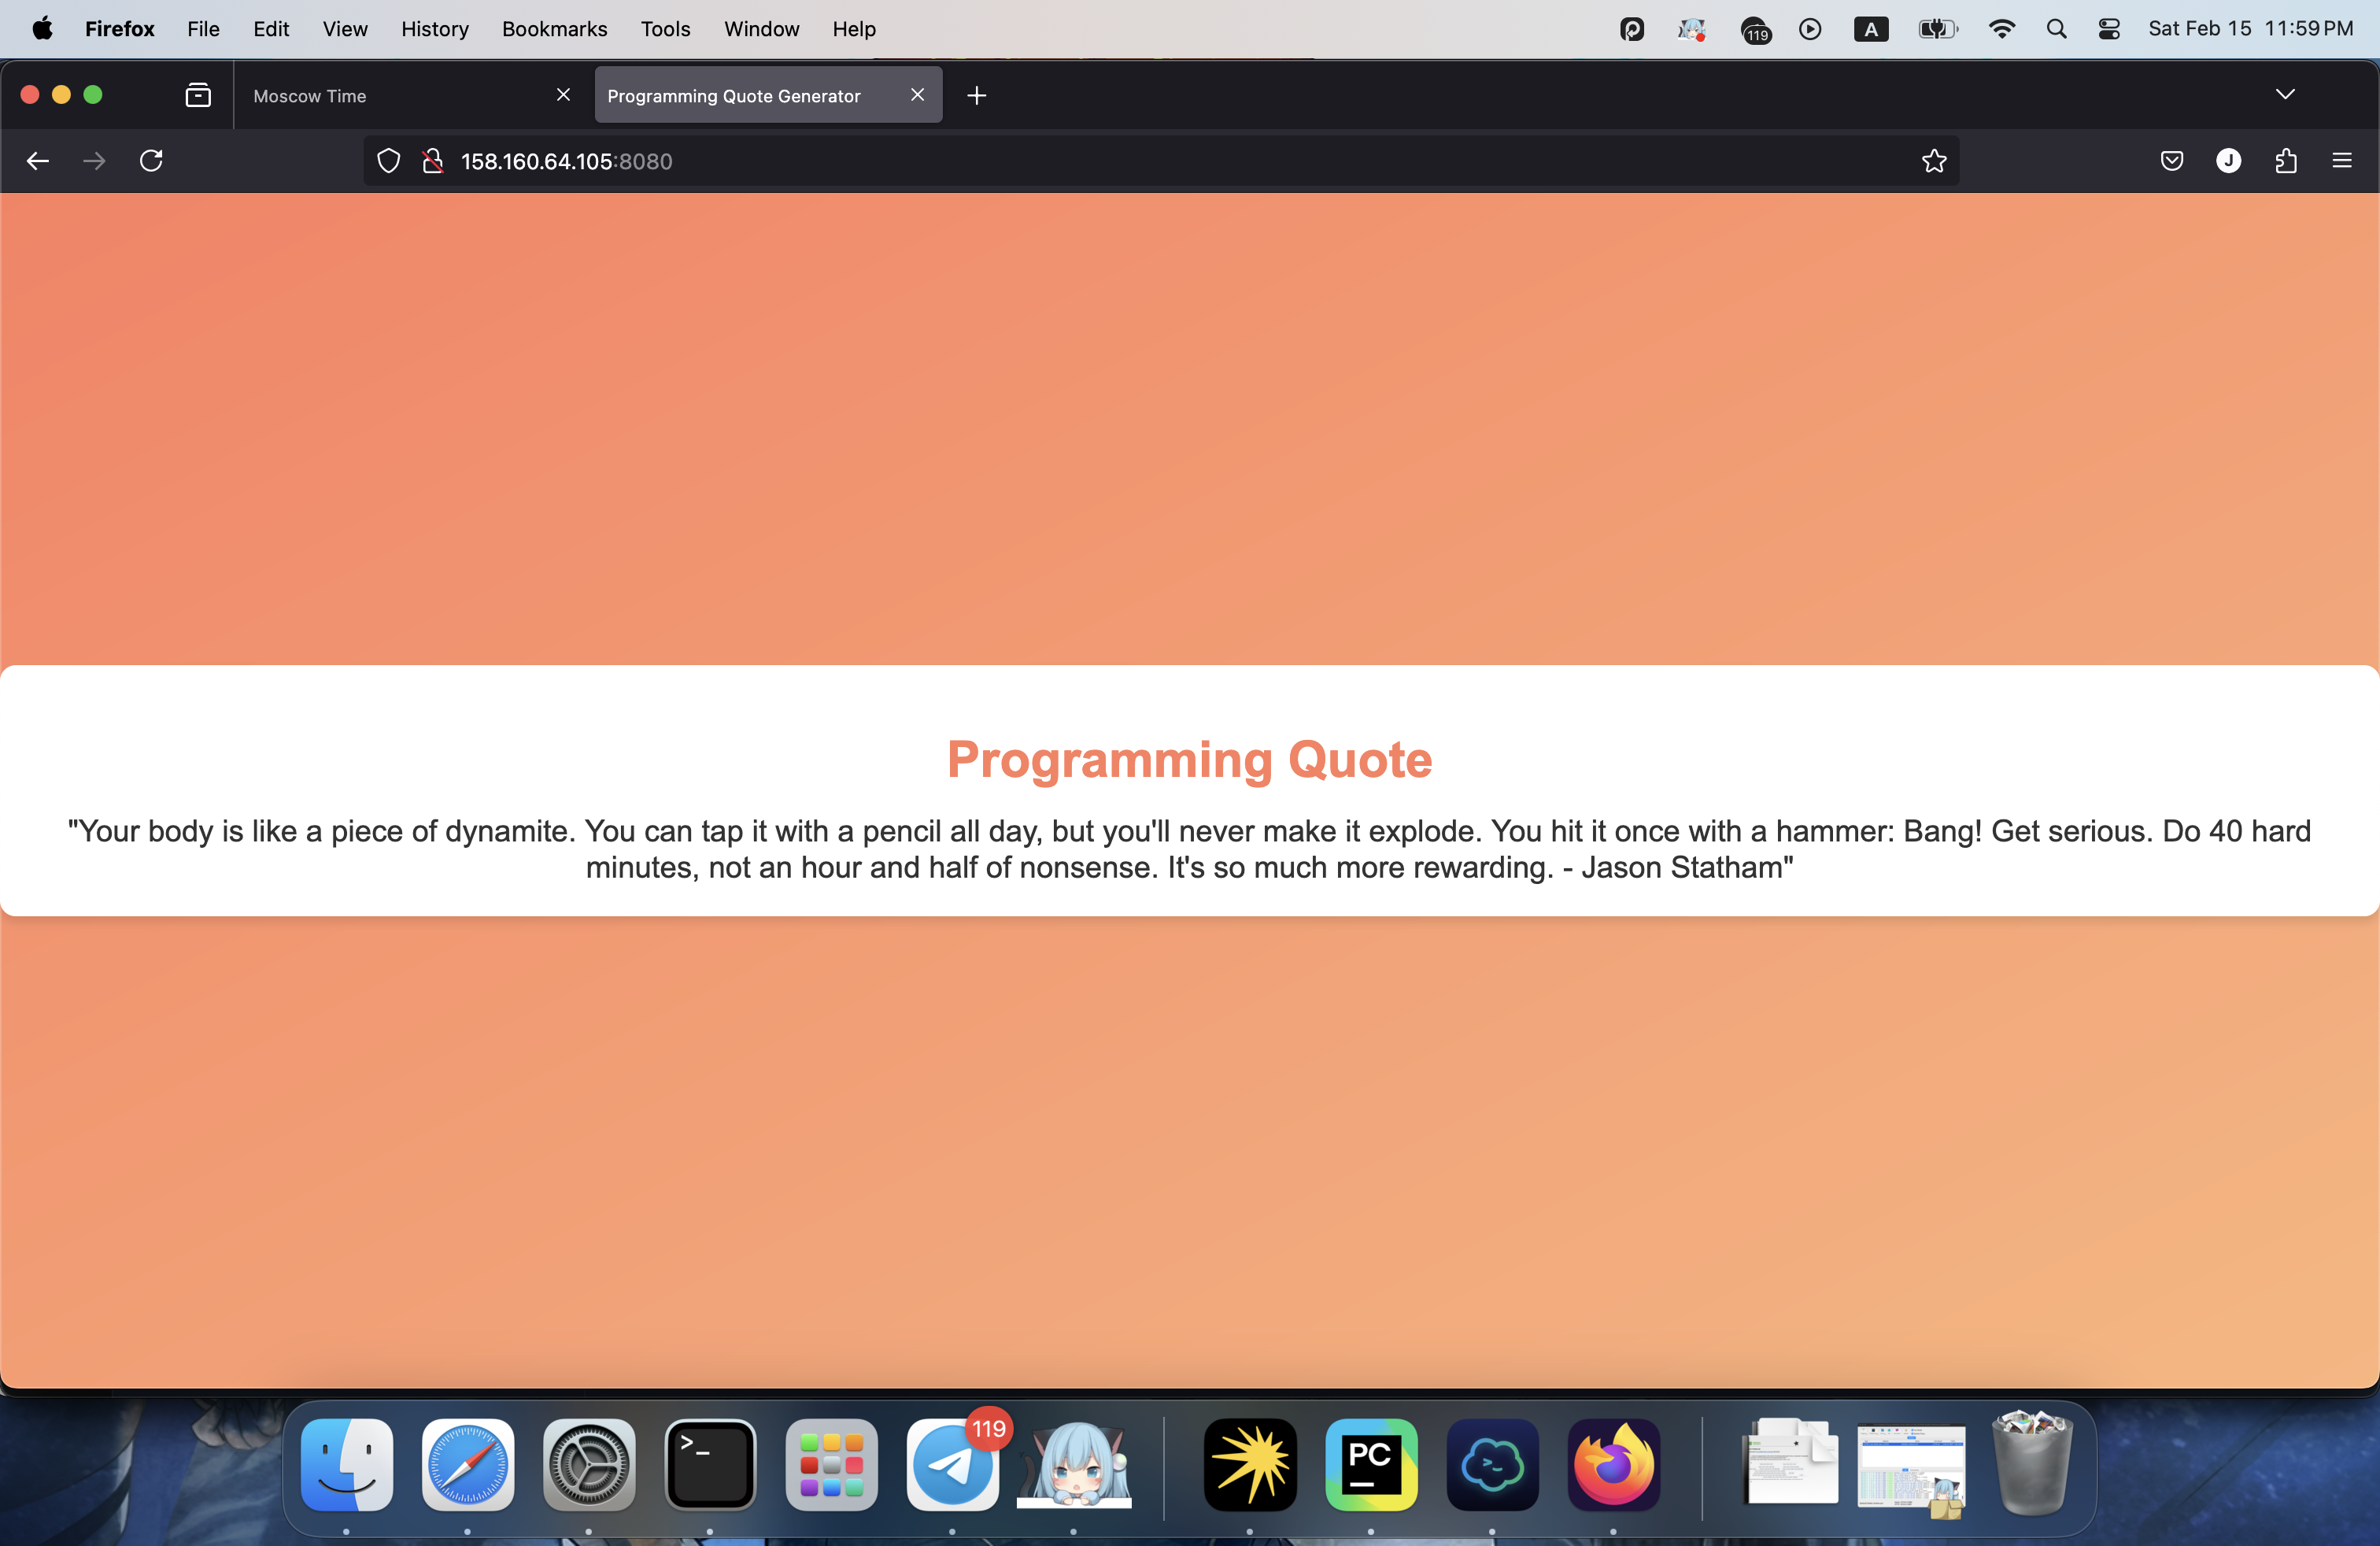 Firefox File Edit View History Bookmarks Tools Window Help 119 A Sat Feb 15 11:59 PM
Moscow Time Programming Quote Generator
158.160.64.105:8080 J
Programming Quote
"Your body is like a piece of dynamite. You can tap it with a pencil all day, but you'll never make it explode. You hit it once with a hammer: Bang! Get serious. Do 40 hard
minutes, not an hour and half of nonsense. It's so much more rewarding. - Jason Statham"
119
>_ PC >_